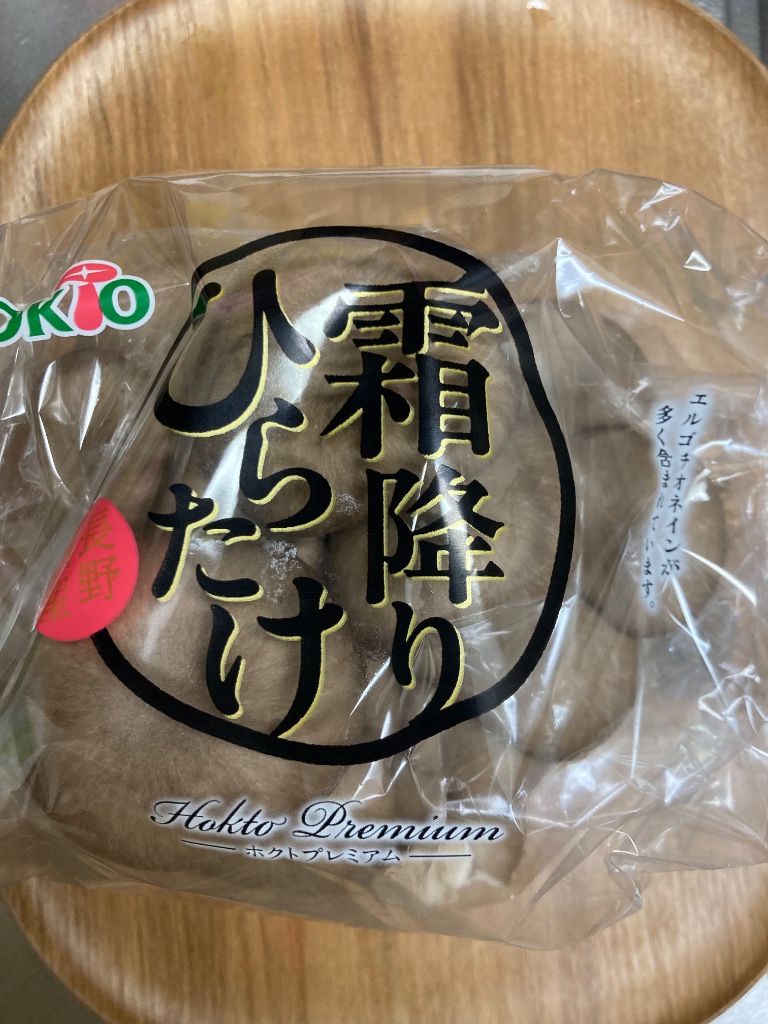 OKTO
霜降り
ひらたけ
エルゴチオネインが
多く含まれています。
長野
Hokto Premium
ホクトプレミアム